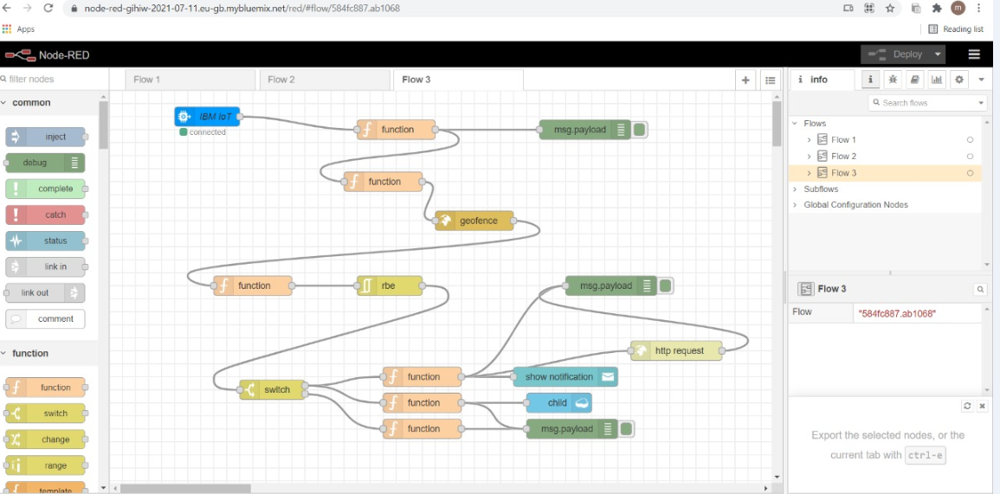 node-red-gihiw-2021-07-11.eu-gb.mybluemix.net/red/#flow/584fc887.ab1068
m
Apps
Reading list
Node-RED
Deploy
filter nodes
Flow 1
Flow 2
Flow 3
info
Search flows
common
inject
debug
complete
catch
status
link in
link out
comment
function
function
switch
change
range
template
IBM IoT
connected
function
msg.payload
function
geofence
function
rbe
msg.payload
http request
switch
function
show notification
function
child
function
msg.payload
Flows
Flow 1
Flow 2
Flow 3
Subflows
Global Configuration Nodes
Flow 3
Flow
"584fc887.ab1068"
Export the selected nodes, or the
current tab with ctrl-e